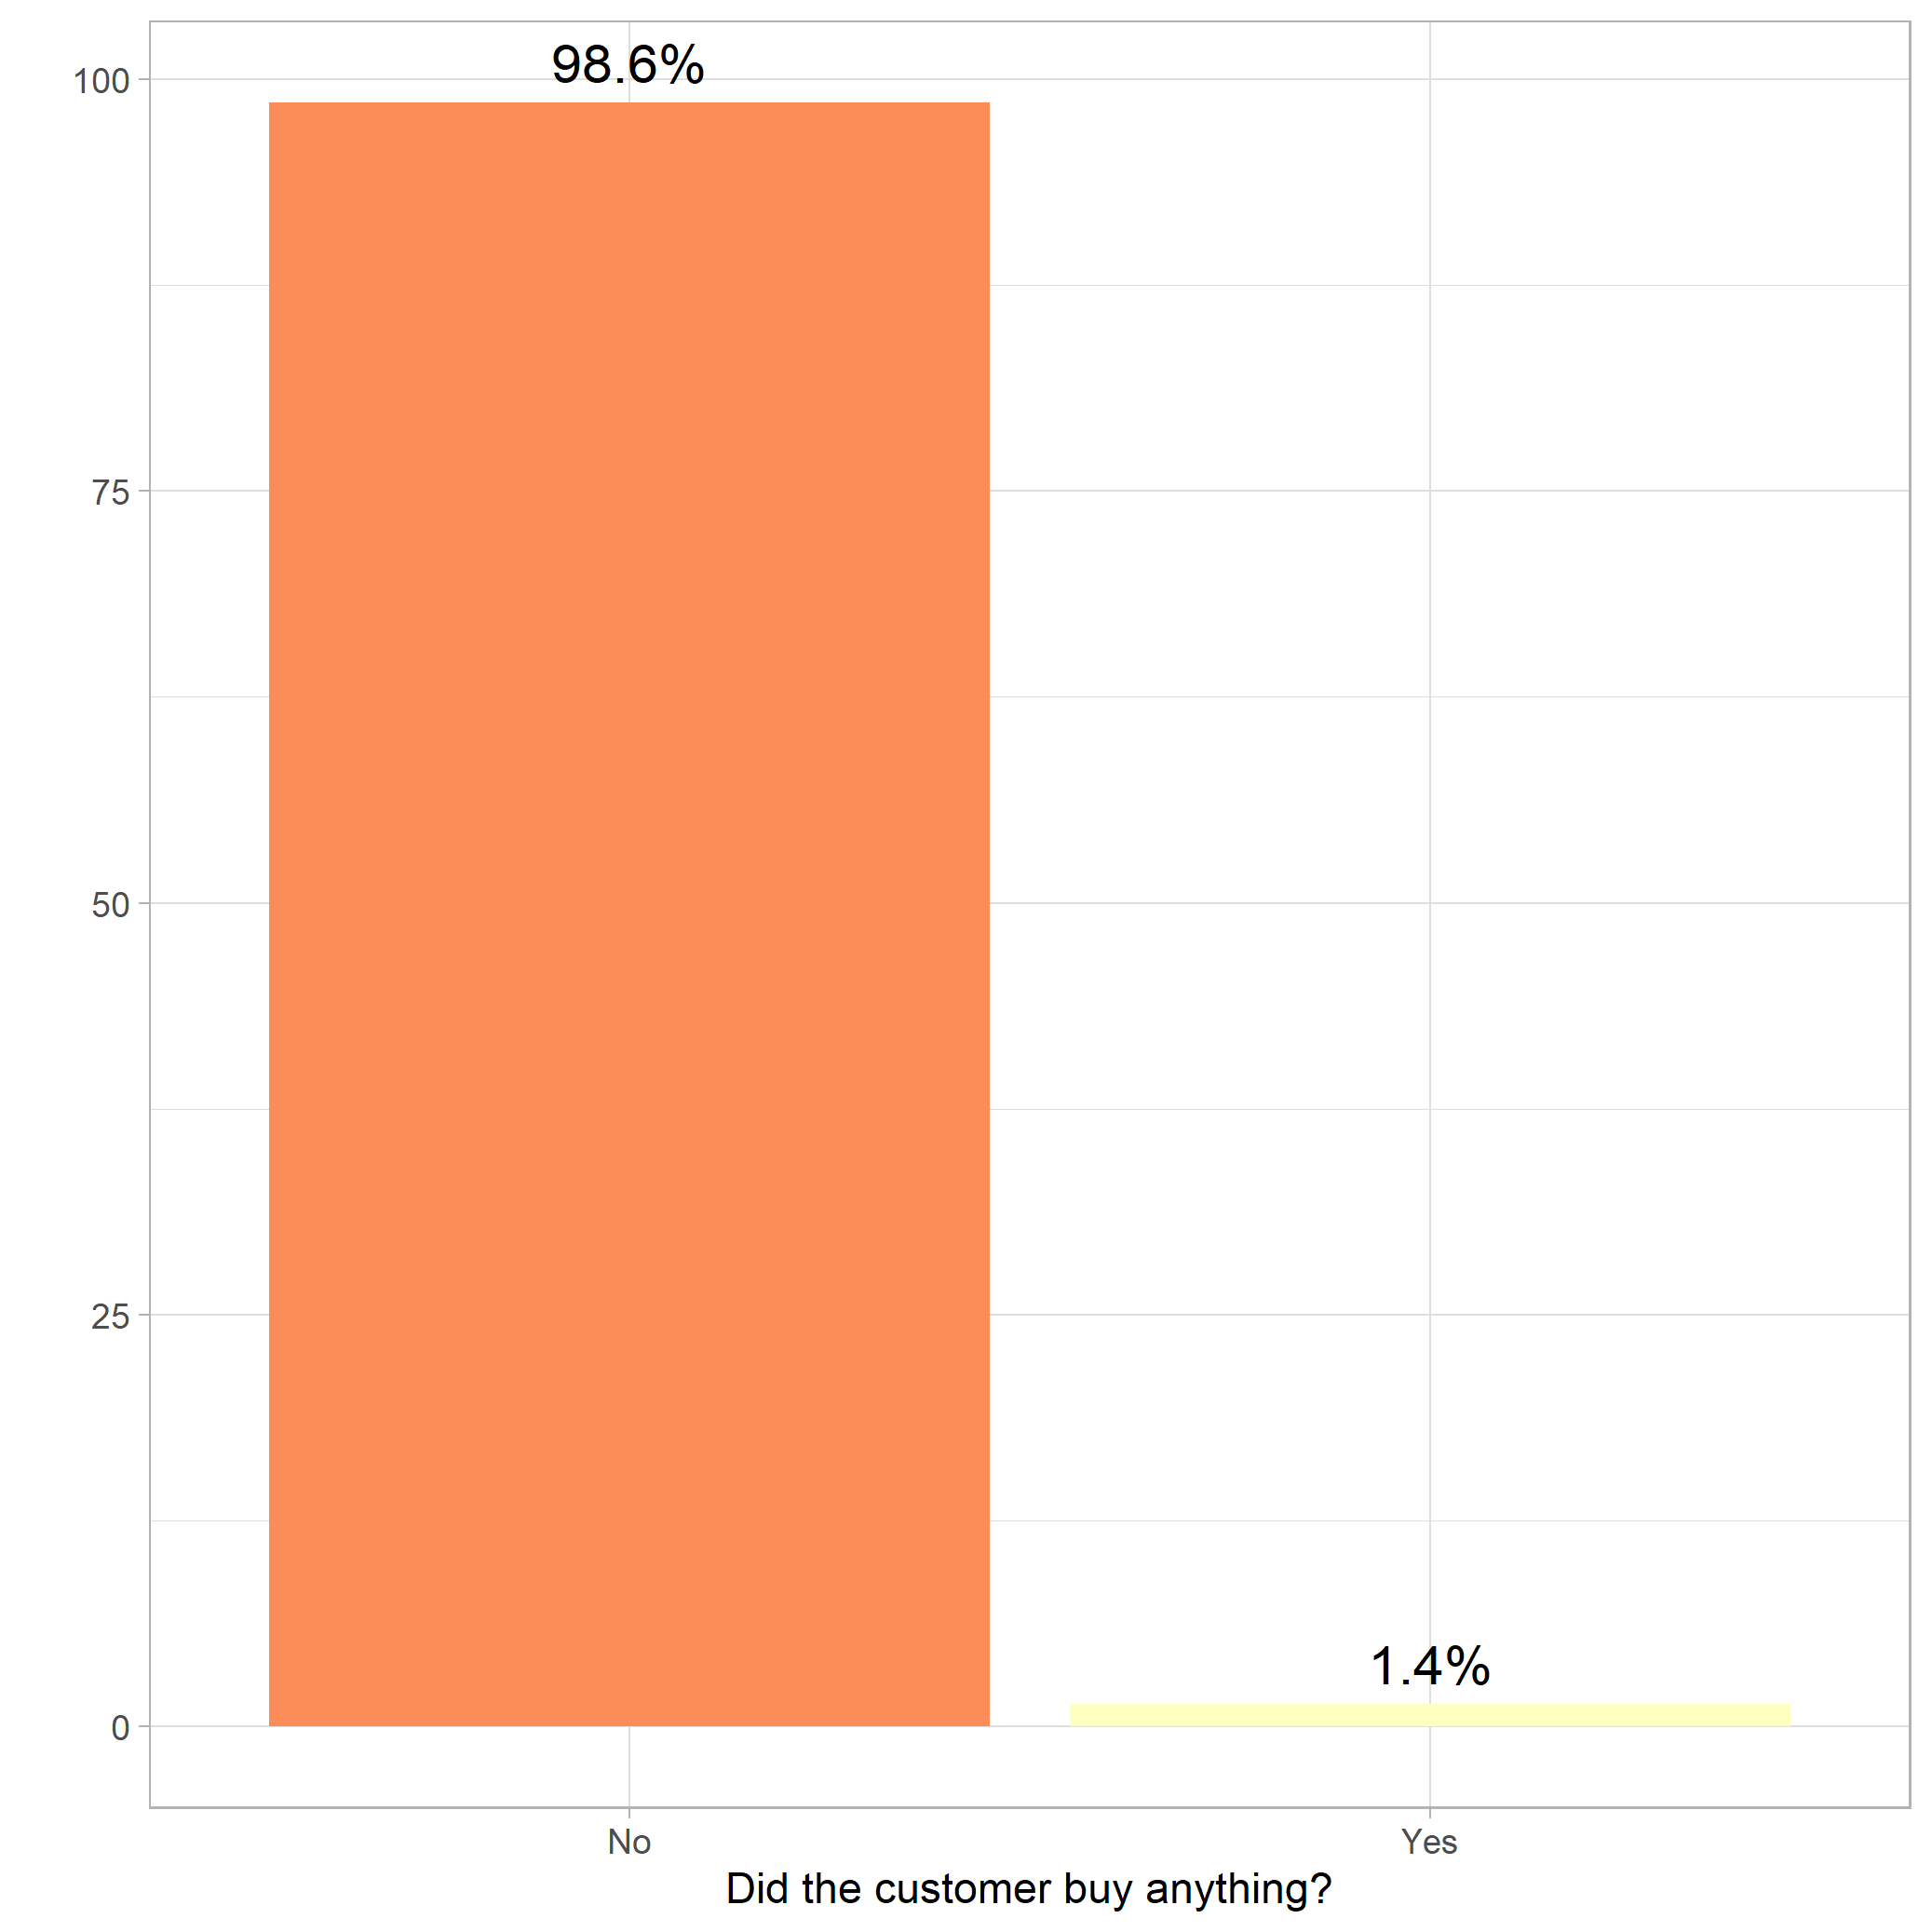 98.6%
100
75
50
25
1.4%
0
No
Yes
Did the customer buy anything?